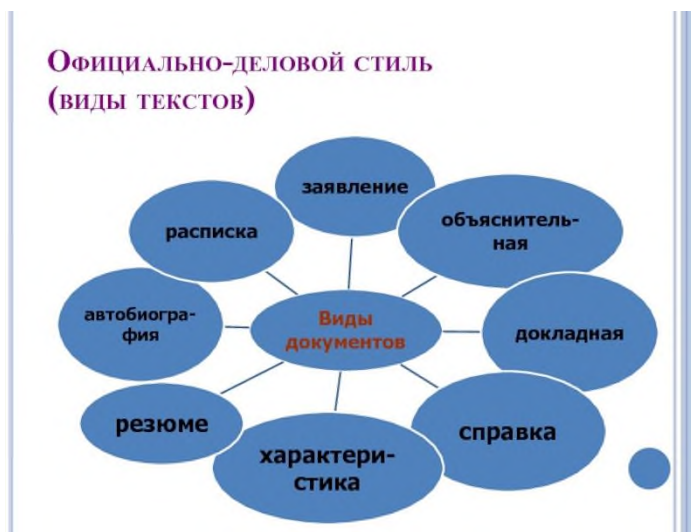 Официально-деловой стиль
(виды текстов)
заявление
объяснитель-
ная
докладная
справка
характери-
стика
резюме
автобиогра-
фия
расписка
Виды
документов